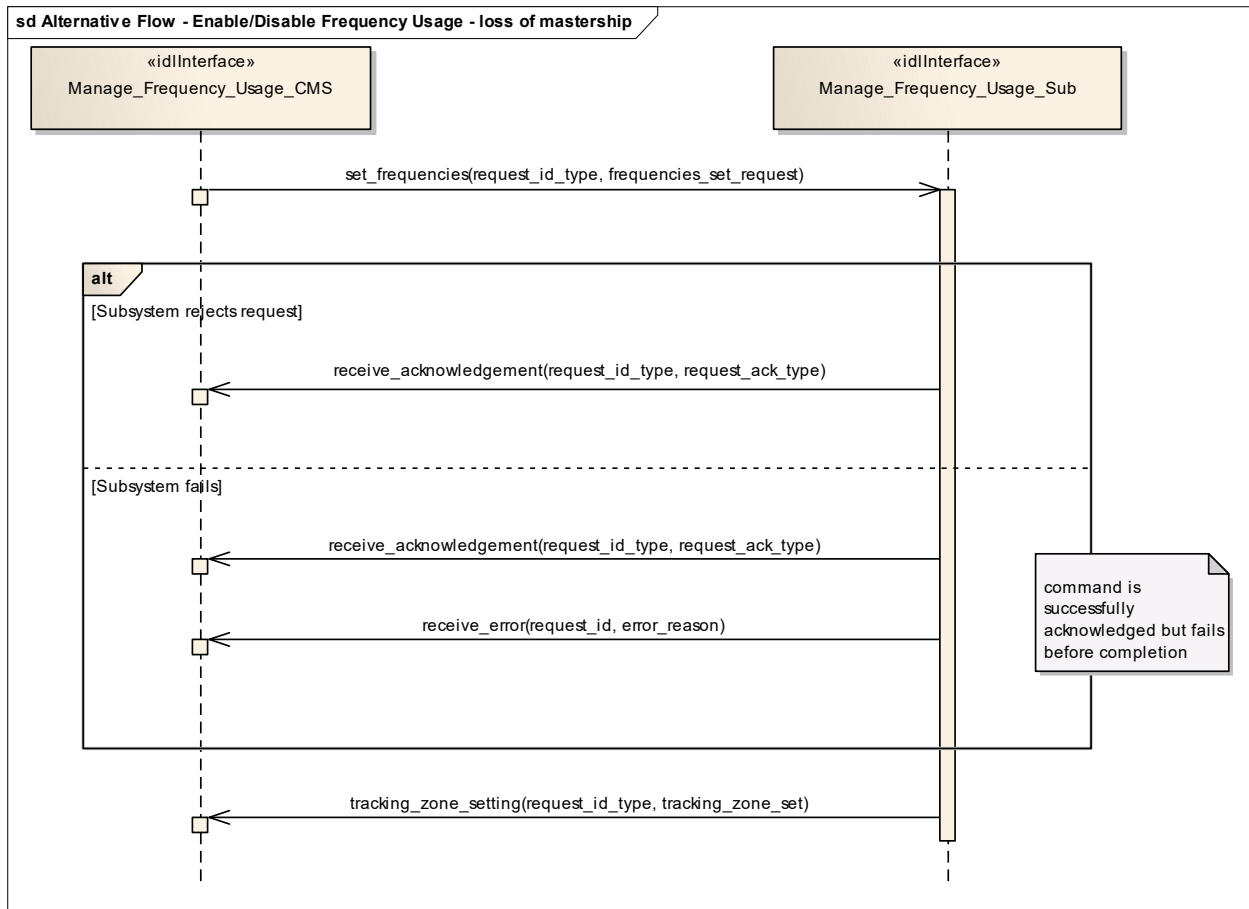 sd Alternative Flow - Enable/Disable Frequency Usage - loss of mastership
«idlInterface»
Manage_Frequency_Usage_CMS
«idlInterface»
Manage_Frequency_Usage_Sub
set_frequencies(request_id_type, frequencies_set_request)
alt
[Subsystem rejects request]
receive_acknowledgement(request_id_type, request_ack_type)
[Subsystem fails]
receive_acknowledgement(request_id_type, request_ack_type)
command is
successfully
acknowledged but fails
before completion
receive_error(request_id, error_reason)
tracking_zone_setting(request_id_type, tracking_zone_set)